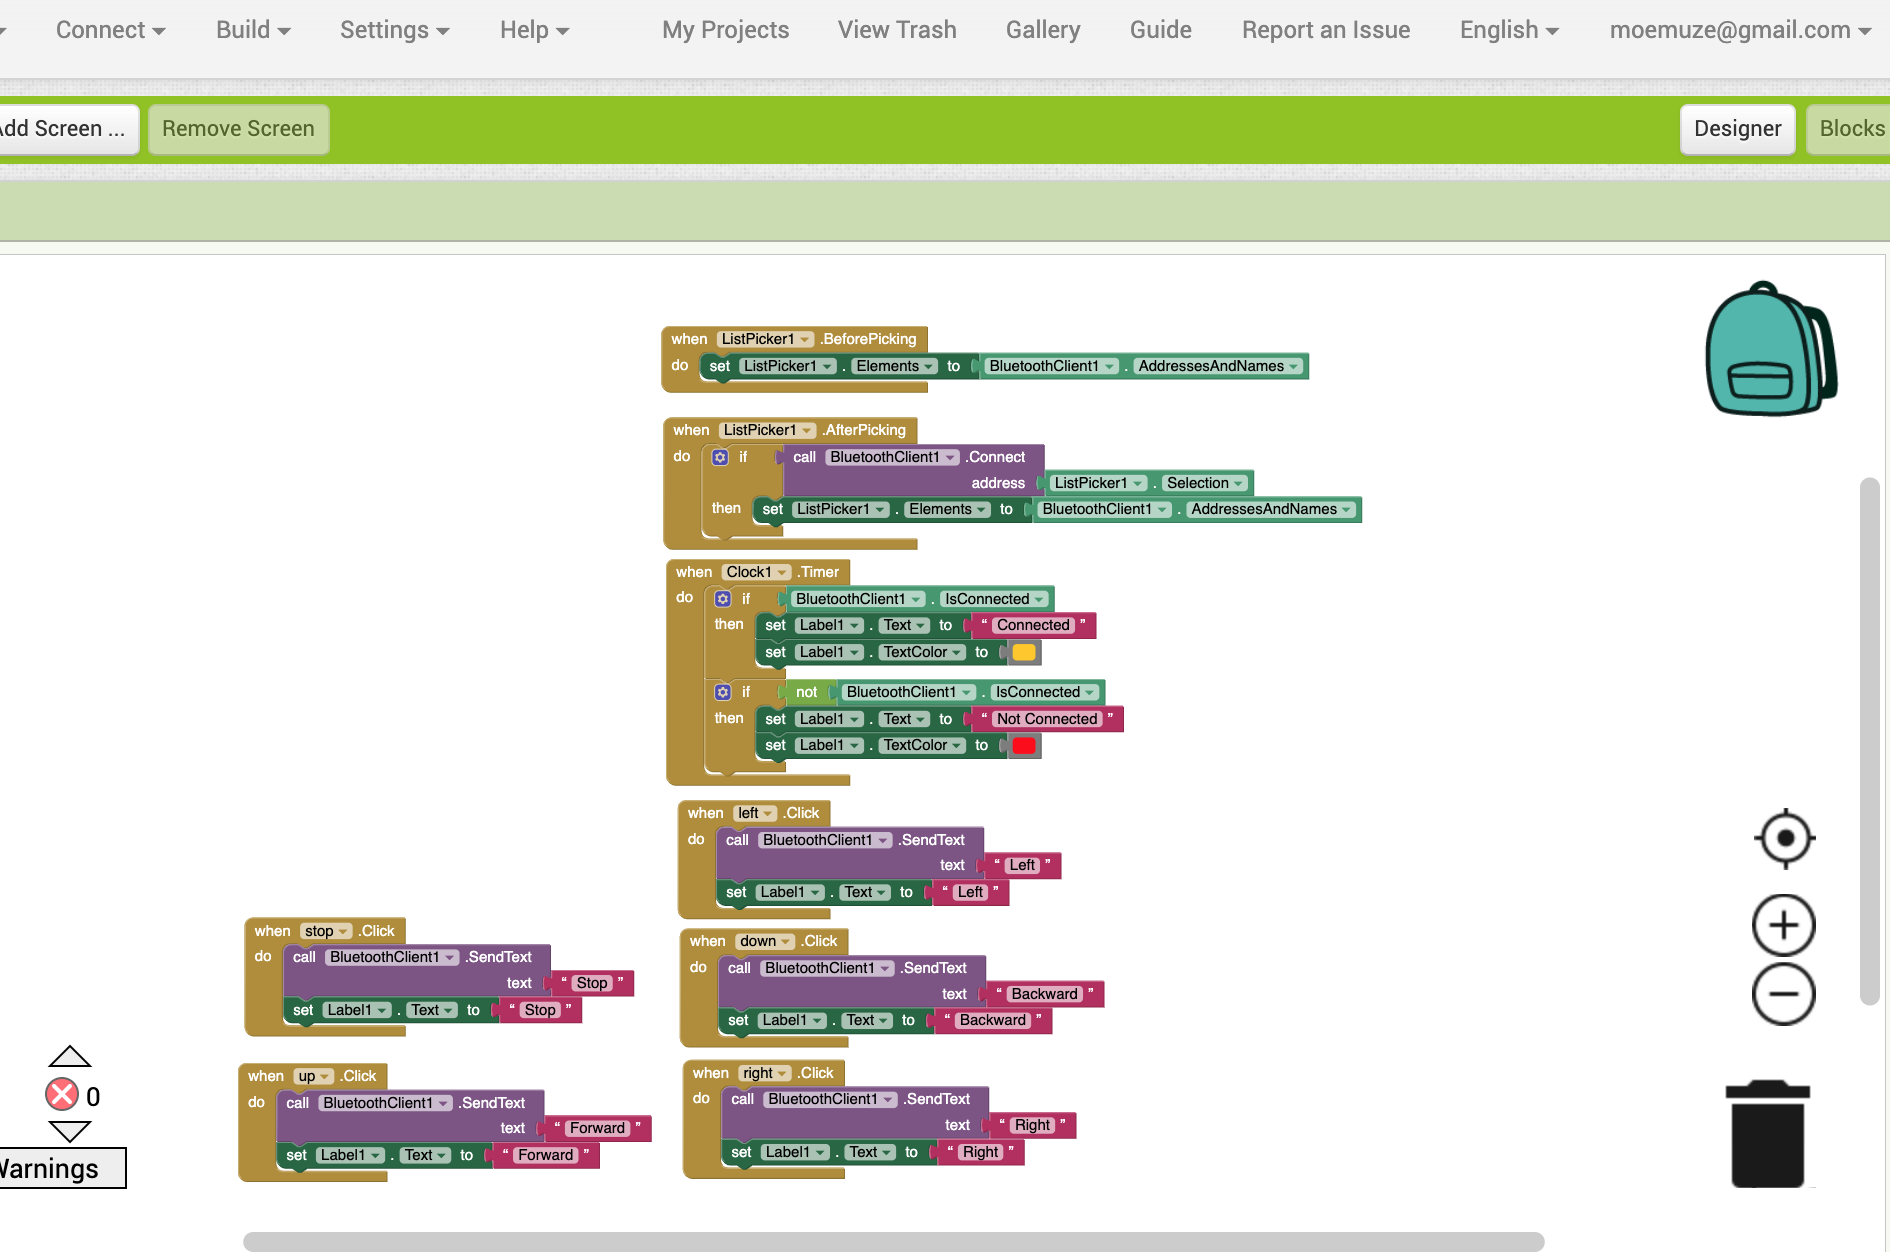 Connect Build Settings Help My Projects View Trash Gallery Guide Report an Issue English moemuze@gmail.com
Add Screen ... Remove Screen Designer Blocks
when ListPicker1 .BeforePicking
do set ListPicker1 . Elements to BluetoothClient1 . AddressesAndNames
when ListPicker1 .AfterPicking
do if call BluetoothClient1 .Connect
address ListPicker1 . Selection
then set ListPicker1 . Elements to BluetoothClient1 . AddressesAndNames
when Clock1 .Timer
do if BluetoothClient1 . IsConnected
then set Label1 . Text to “ Connected ”
set Label1 . TextColor to
if not BluetoothClient1 . IsConnected
then set Label1 . Text to “ Not Connected ”
set Label1 . TextColor to
when left .Click
do call BluetoothClient1 .SendText
text “ Left ”
set Label1 . Text to “ Left ”
when stop .Click
do call BluetoothClient1 .SendText
text “ Stop ”
set Label1 . Text to “ Stop ”
when down .Click
do call BluetoothClient1 .SendText
text “ Backward ”
set Label1 . Text to “ Backward ”
when up .Click
do call BluetoothClient1 .SendText
text “ Forward ”
set Label1 . Text to “ Forward ”
when right .Click
do call BluetoothClient1 .SendText
text “ Right ”
set Label1 . Text to “ Right ”
0
Warnings